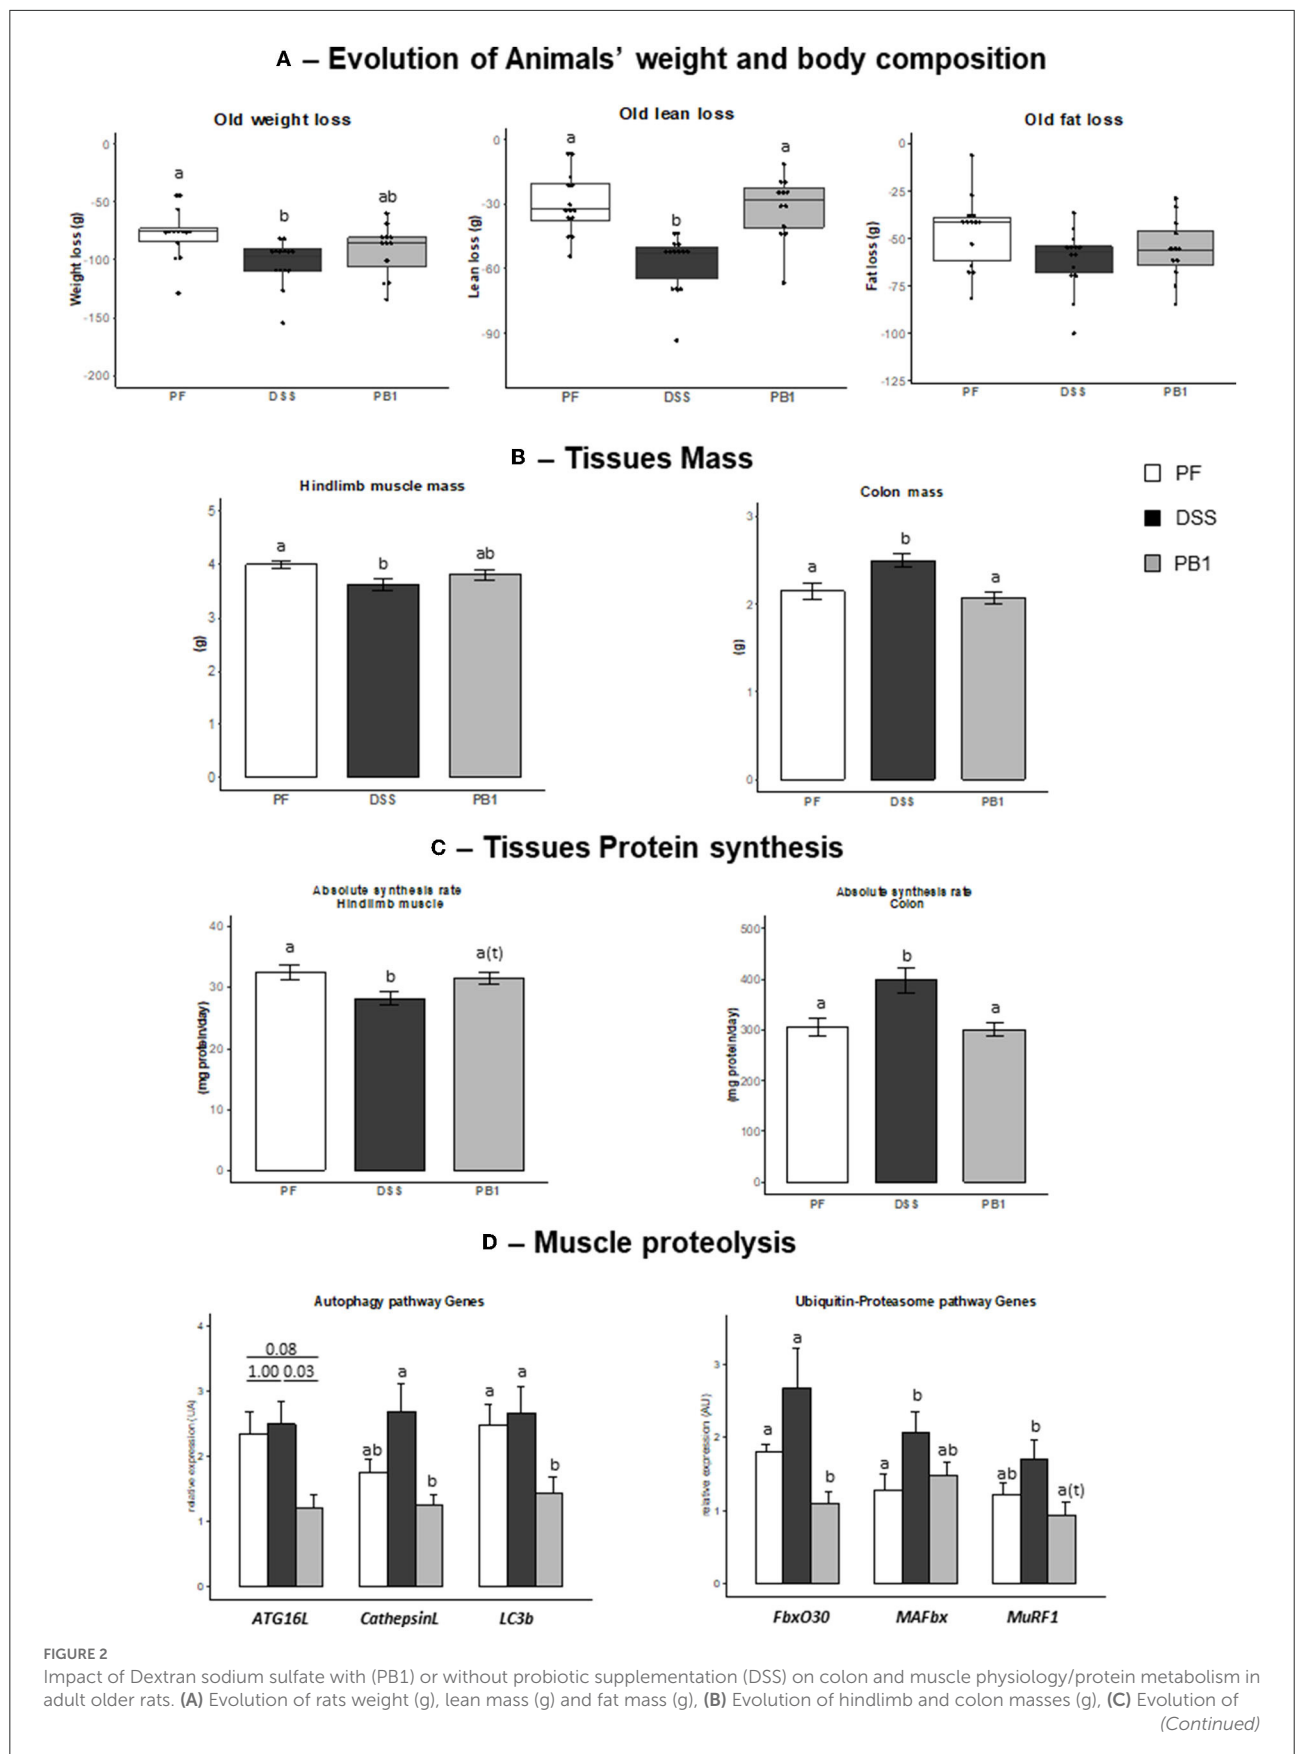 A – Evolution of Animals' weight and body composition
Old weight loss
Weight loss (g)
0
-50
-100
-150
-200
a
b
ab
PF DSS PB1
Old lean loss
Lean loss (g)
0
-30
-60
-90
a
b
a
PF DSS PB1
Old fat loss
Fat loss (g)
0
-25
-50
-75
-100
-125
PF DSS PB1
B – Tissues Mass
Hindlimb muscle mass
(g)
5
4
3
2
1
0
a
b
ab
PF DSS PB1
Colon mass
(g)
3
2
1
0
a
b
a
PF DSS PB1
PF
DSS
PB1
C – Tissues Protein synthesis
Absolute synthesis rate
Hindlimb muscle
(mg protein/day)
40
30
20
10
0
a
b
a(t)
PF DSS PB1
Absolute synthesis rate
Colon
(mg protein/day)
500
400
300
200
100
0
a
b
a
PF DSS PB1
D – Muscle proteolysis
Autophagy pathway Genes
relative expression (UA)
4
3
2
1
0
0.08
1.00 0.03
ab
a
b
a
a
b
ATG16L CathepsinL LC3b
Ubiquitin-Proteasome pathway Genes
relative expression (AU)
3
2
1
0
a
a
b
a
b
ab
ab
b
a(t)
FbxO30 MAFbx MuRF1
FIGURE 2
Impact of Dextran sodium sulfate with (PB1) or without probiotic supplementation (DSS) on colon and muscle physiology/protein metabolism in
adult older rats. (A) Evolution of rats weight (g), lean mass (g) and fat mass (g), (B) Evolution of hindlimb and colon masses (g), (C) Evolution of
(Continued)